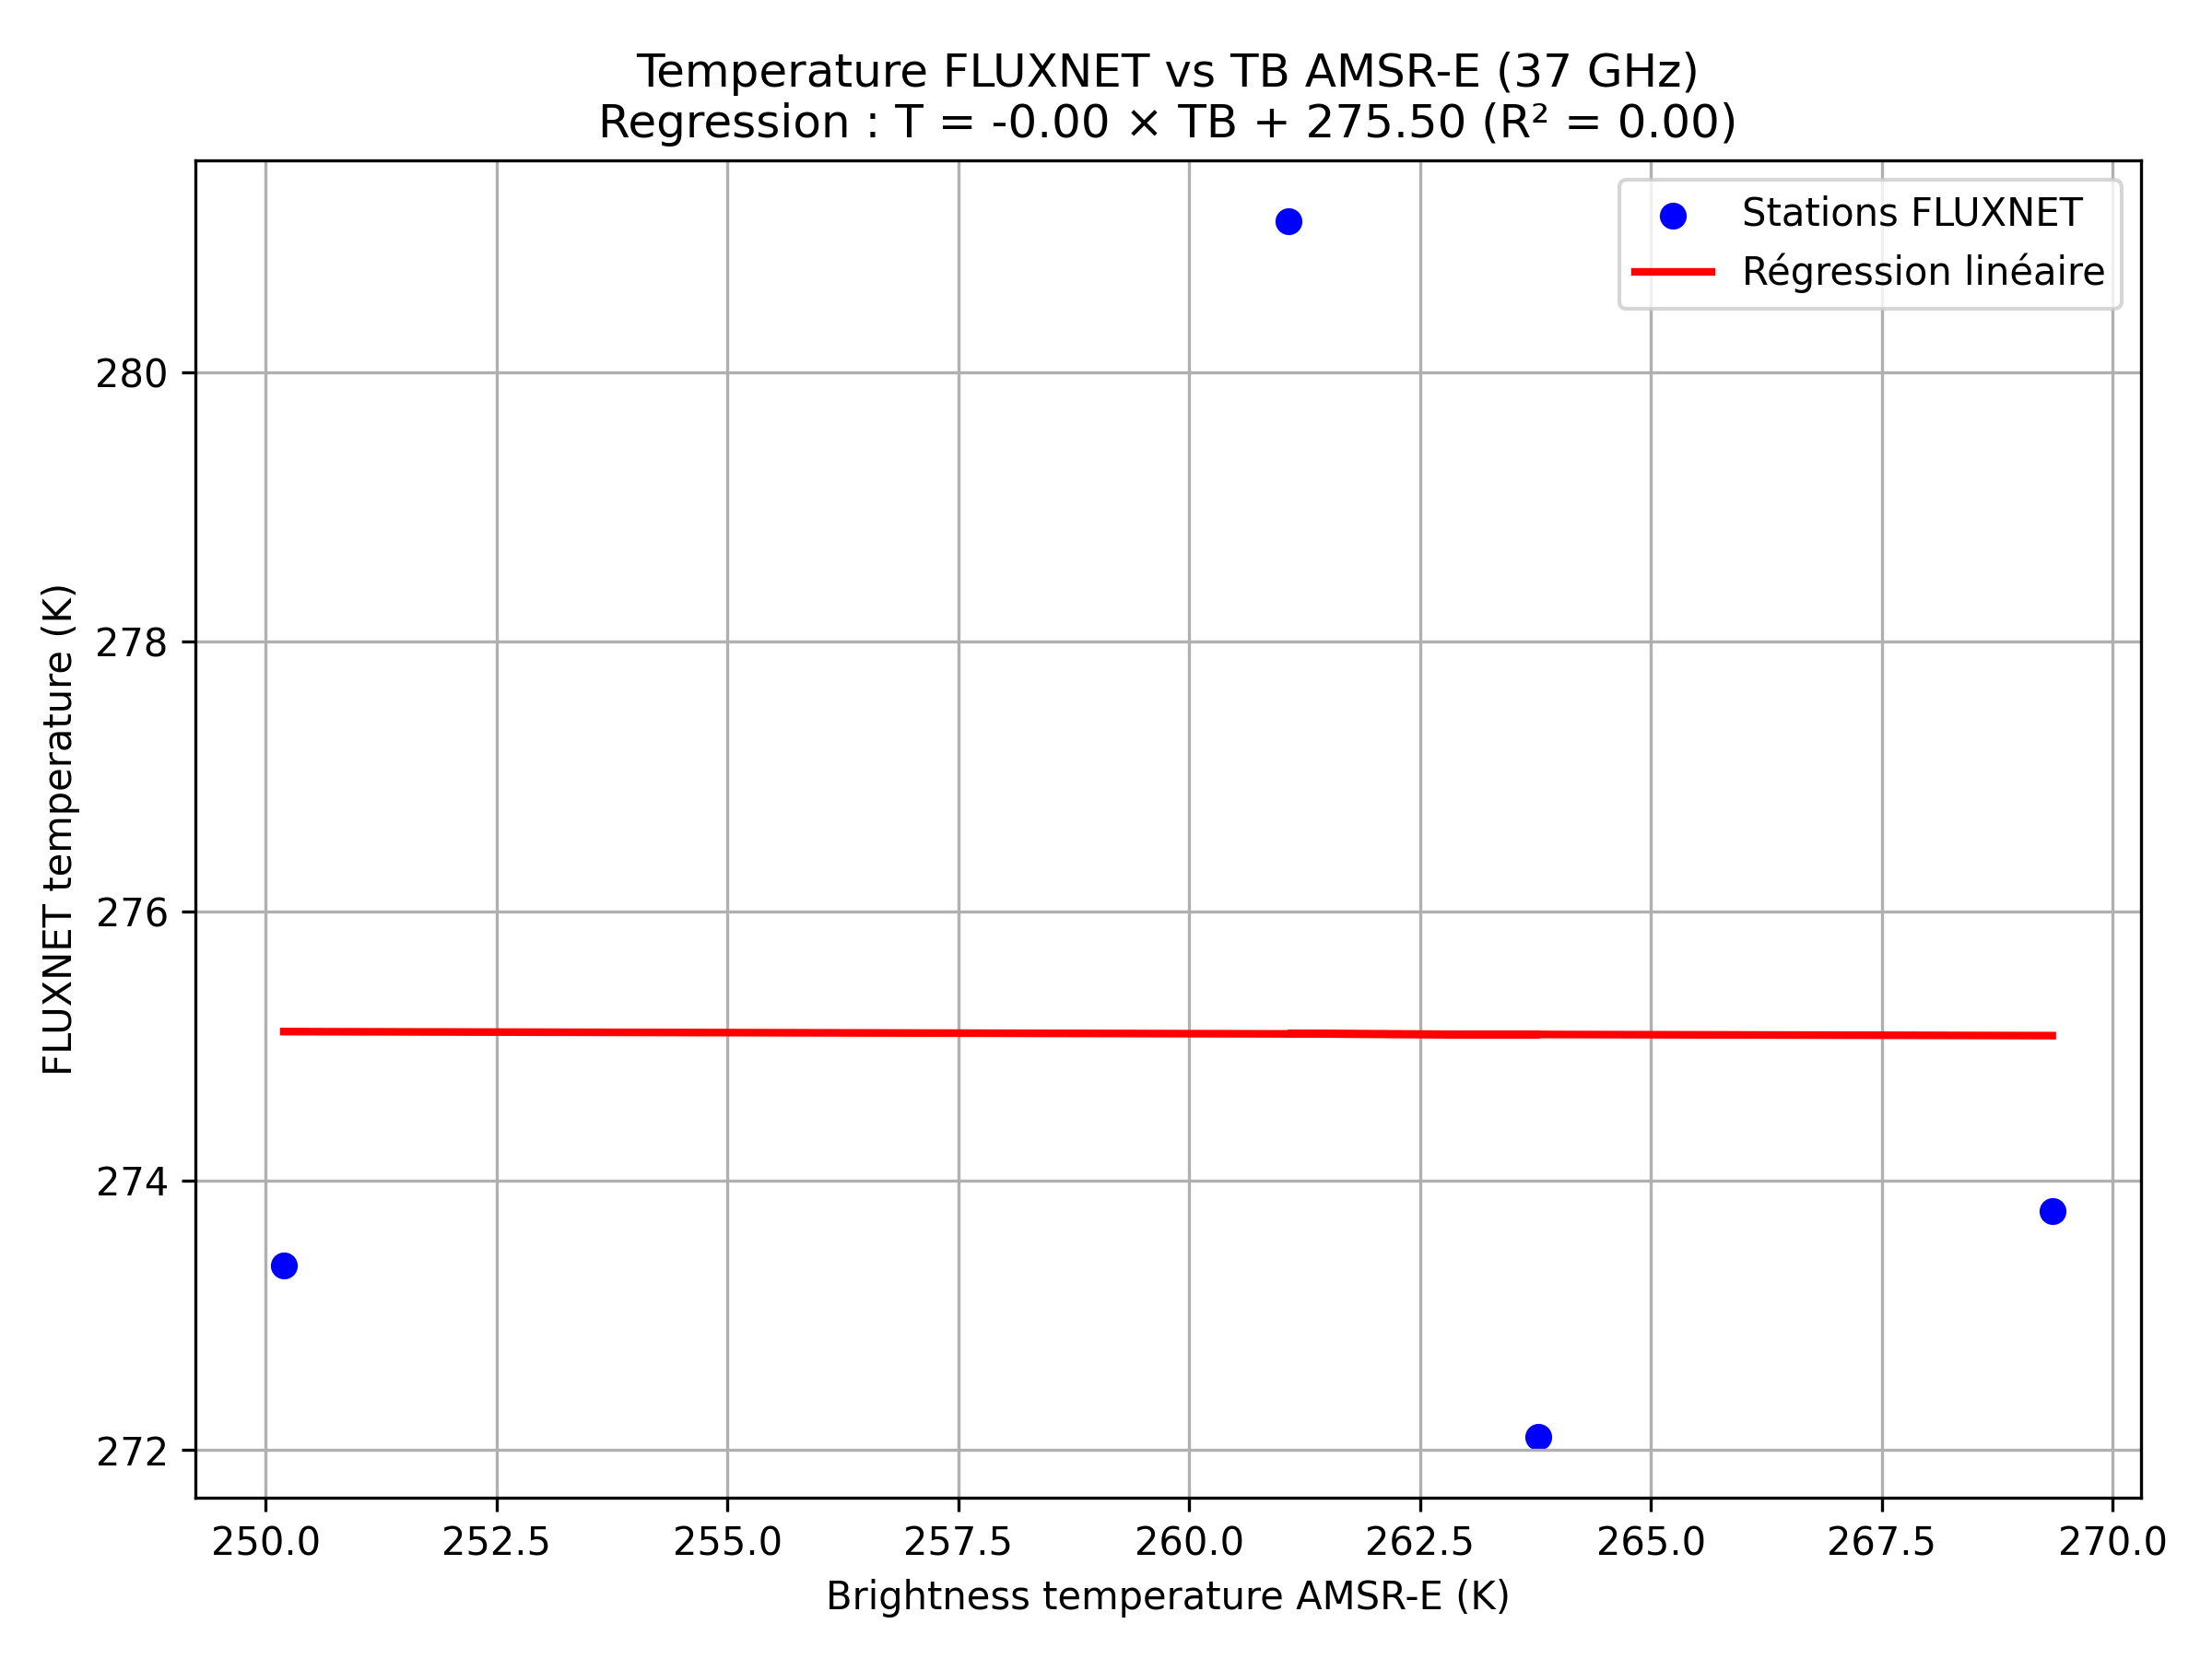 Temperature FLUXNET vs TB AMSR-E (37 GHz)
Regression : T = -0.00 × TB + 275.50 (R² = 0.00)
Stations FLUXNET
Régression linéaire
FLUXNET temperature (K)
280
278
276
274
272
250.0 252.5 255.0 257.5 260.0 262.5 265.0 267.5 270.0
Brightness temperature AMSR-E (K)